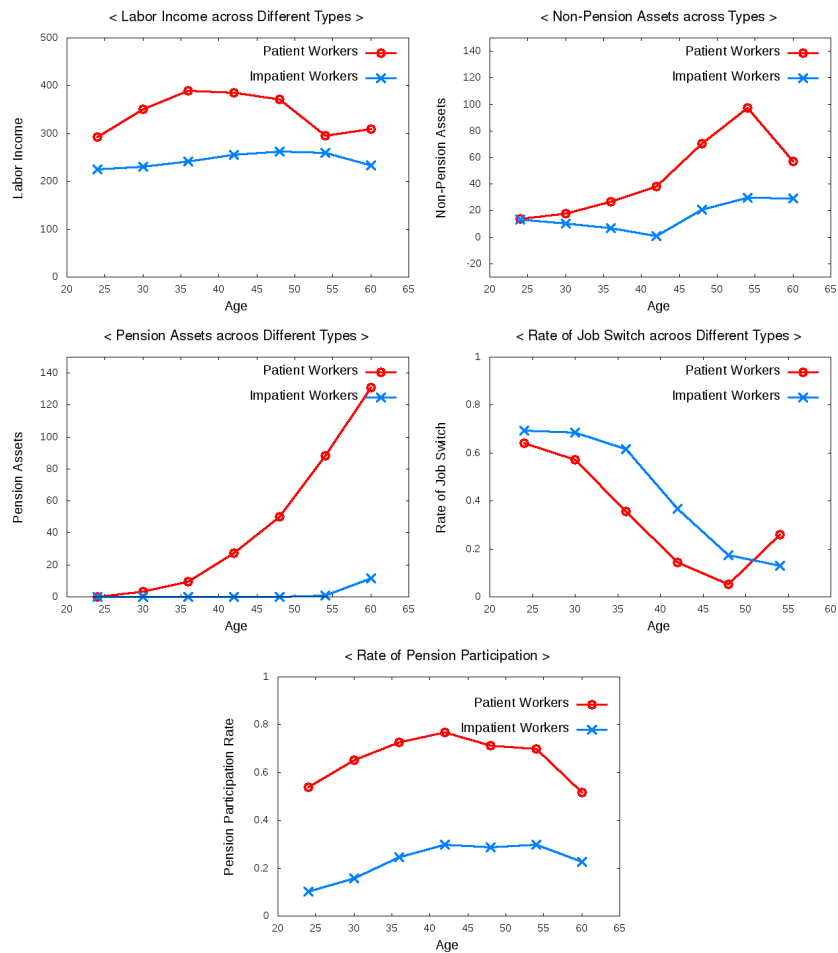 < Labor Income across Different Types >
500
400
300
200
100
0
20 25 30 35 40 45 50 55 60 65
Labor Income
Age
Patient Workers
Impatient Workers
< Non-Pension Assets across Types >
140
120
100
80
60
40
20
0
-20
20 25 30 35 40 45 50 55 60 65
Non-Pension Assets
Age
Patient Workers
Impatient Workers
< Pension Assets acroos Different Types >
140
120
100
80
60
40
20
0
20 25 30 35 40 45 50 55 60 65
Pension Assets
Age
Patient Workers
Impatient Workers
< Rate of Job Switch acroos Different Types >
1
0.8
0.6
0.4
0.2
0
20 25 30 35 40 45 50 55 60
Rate of Job Switch
Age
Patient Workers
Impatient Workers
< Rate of Pension Participation >
1
0.8
0.6
0.4
0.2
0
20 25 30 35 40 45 50 55 60 65
Pension Participation Rate
Age
Patient Workers
Impatient Workers